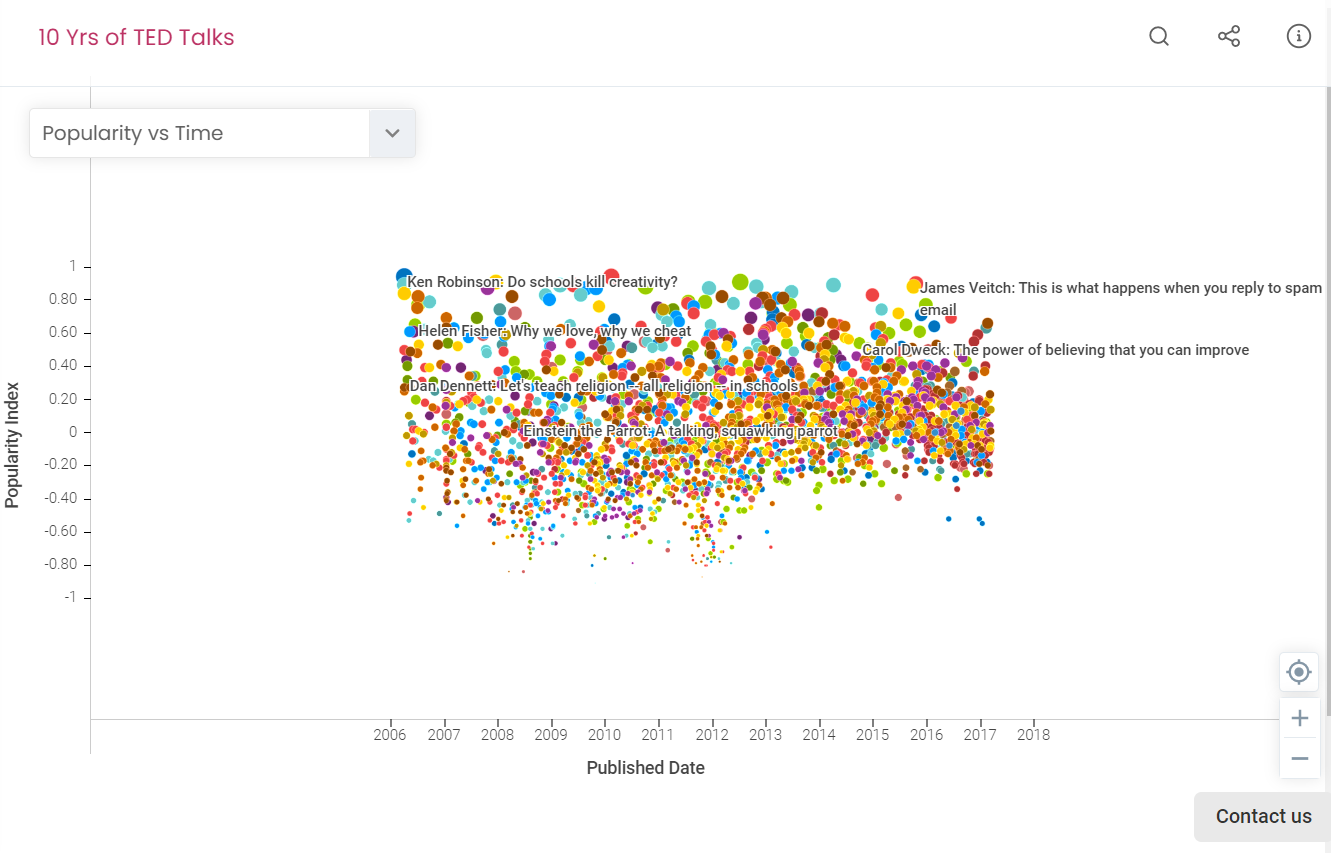 10 Yrs of TED Talks
Popularity vs Time
Popularity Index
1
0.80
0.60
0.40
0.20
0
-0.20
-0.40
-0.60
-0.80
-1
Ken Robinson: Do schools kill creativity?
James Veitch: This is what happens when you reply to spam
email
Helen Fisher: Why we love, why we cheat
Carol Dweck: The power of believing that you can improve
Dan Dennett: Let's teach religion -- all religion -- in schools
Einstein the Parrot: A talking, squawking parrot
2006 2007 2008 2009 2010 2011 2012 2013 2014 2015 2016 2017 2018
Published Date
Contact us